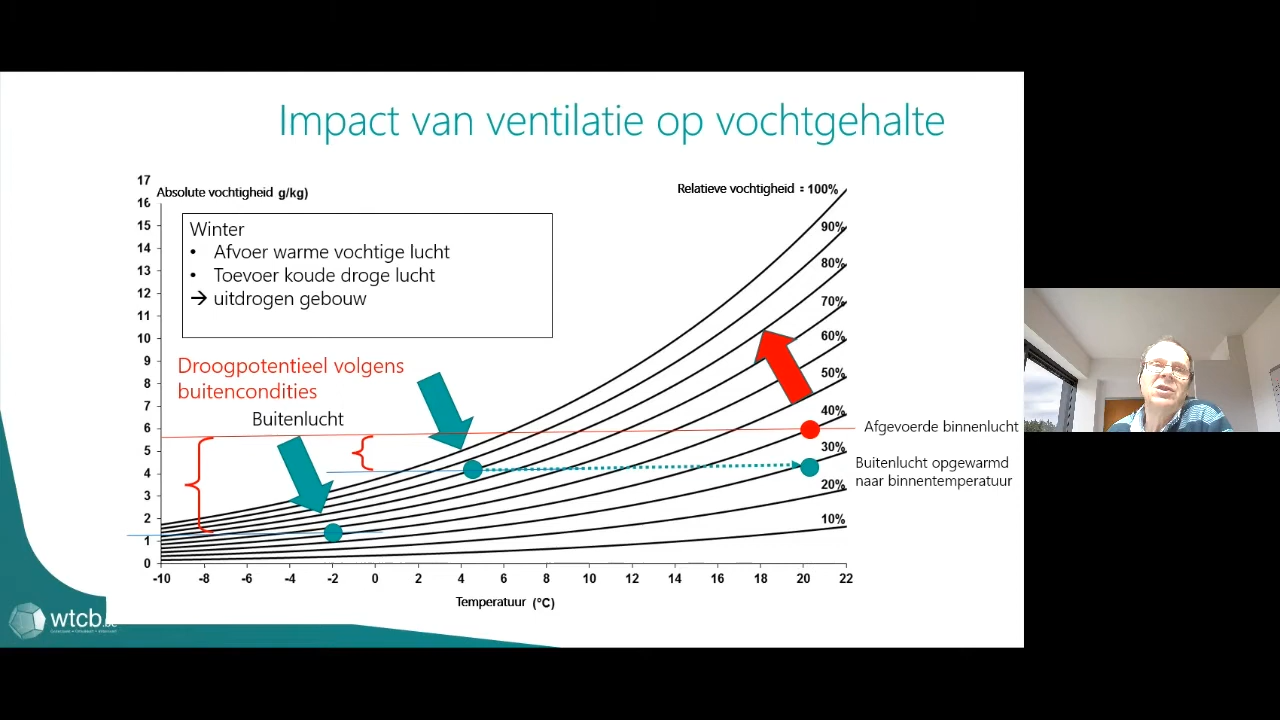 Impact van ventilatie op vochtgehalte
17
Absolute vochtigheid g/kg)
Relatieve vochtigheid = 100%
16
15
14
13
12
11
10
9
8
7
6
5
4
3
2
1
0
Winter
• Afvoer warme vochtige lucht
• Toevoer koude droge lucht
→ uitdrogen gebouw
Droogpotentieel volgens
buitencondities
Buitenlucht
90%
80%
70%
60%
50%
40%
30%
20%
10%
Afgevoerde binnenlucht
Buitenlucht opgewarmd
naar binnentemperatuur
-10 -8 -6 -4 -2 0 2 4 6 8 10 12 14 16 18 20 22
Temperatuur (°C)
wtcb.be